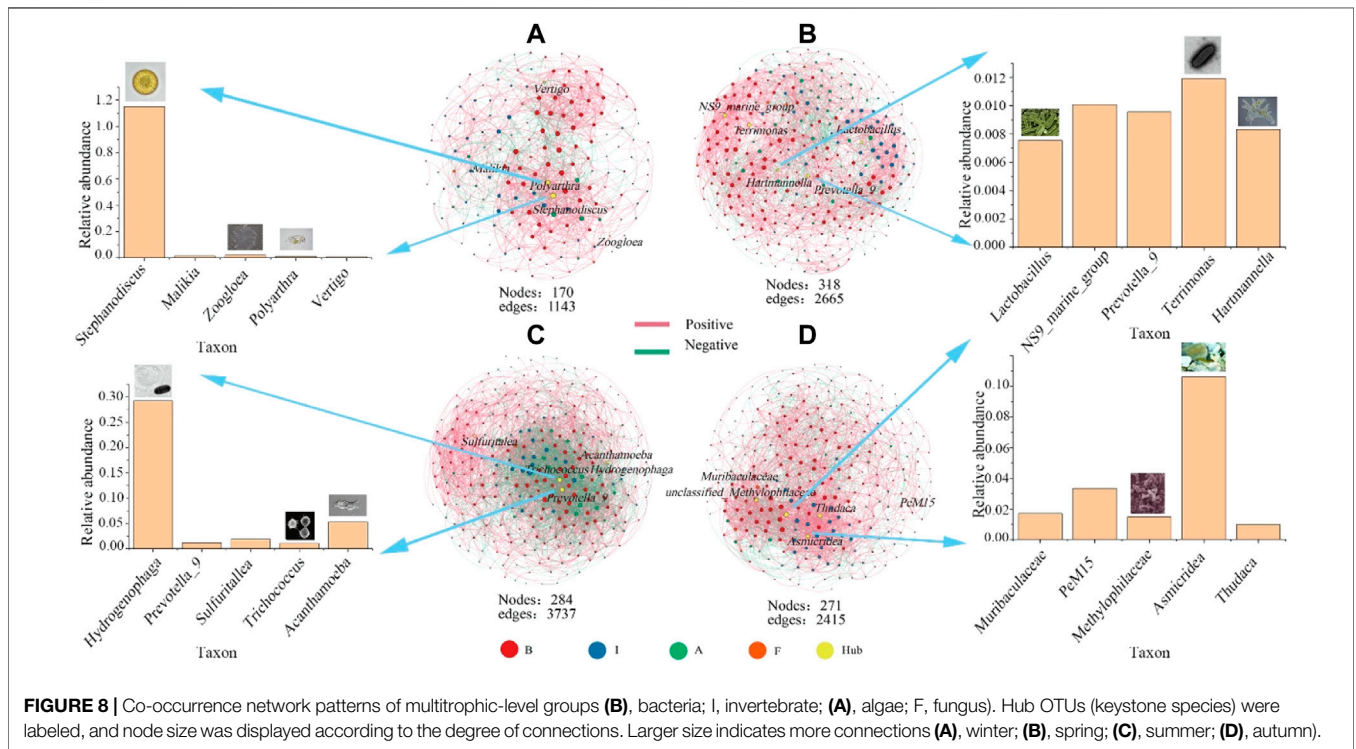 A
B
Relative abundance
1.2
1.0
0.8
0.6
0.4
0.2
0.0
Stephanodiscus
Malikia
Zoogloea
Polyarthra
Vertigo
Taxon
Vertigo
Malikia
Polyarthra
Stephanodiscus
Zoogloea
Nodes: 170
edges: 1143
NS9_marine_group
Terrimonas
Lactobacillus
Hartmannella
Prevotella_9
Nodes: 318
edges: 2665
Relative abundance
0.012
0.010
0.008
0.006
0.004
0.002
0.000
Lactobacillus
NS9_marine_group
Prevotella_9
Terrimonas
Hartmannella
Taxon
Positive
Negative
C
D
Relative abundance
0.30
0.25
0.20
0.15
0.10
0.05
0.00
Hydrogenophaga
Prevotella_9
Sulfuritallea
Trichococcus
Acanthamoeba
Taxon
Sulfuritalea
Acanthamoeba
Trichococcus Hydrogenophaga
Prevotella_9
Nodes: 284
edges: 3737
Muribaculaceae
unclassified_Methylophilaceae
Thudaca
PeM15
Asmicridea
Nodes: 271
edges: 2415
Relative abundance
0.10
0.08
0.06
0.04
0.02
0.00
Muribaculaceae
PeM15
Methylophilaceae
Asmicridea
Thudaca
Taxon
B I A F Hub
FIGURE 8 | Co-occurrence network patterns of multitrophic-level groups (B), bacteria; I, invertebrate; (A), algae; F, fungus). Hub OTUs (keystone species) were
labeled, and node size was displayed according to the degree of connections. Larger size indicates more connections (A), winter; (B), spring; (C), summer; (D), autumn).